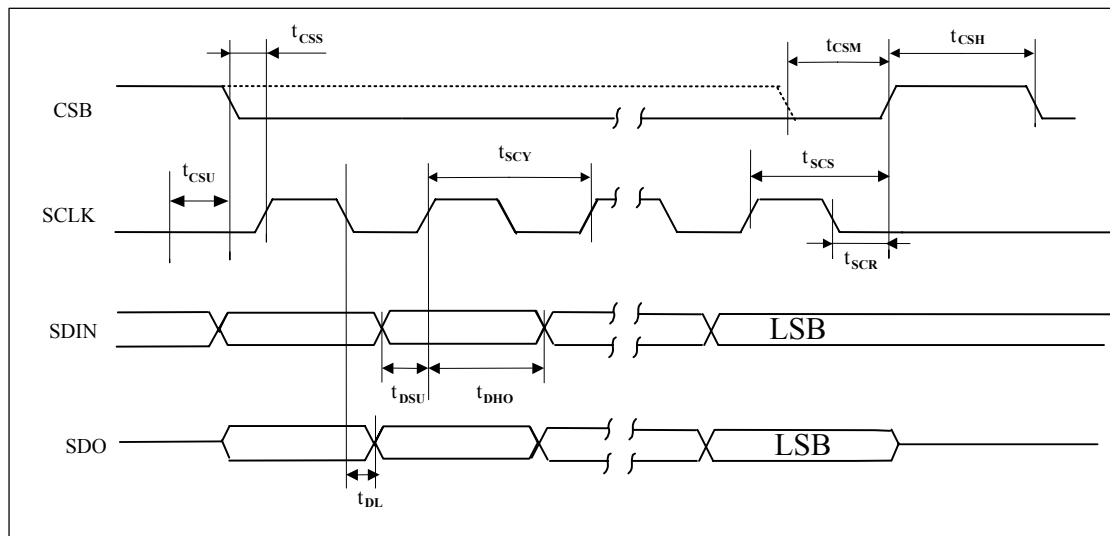 tCSS
tCSM
tCSH
CSB
tCSU
tSCY
tSCS
SCLK
tSCR
SDIN
LSB
tDSU
tDHO
SDO
LSB
tDL